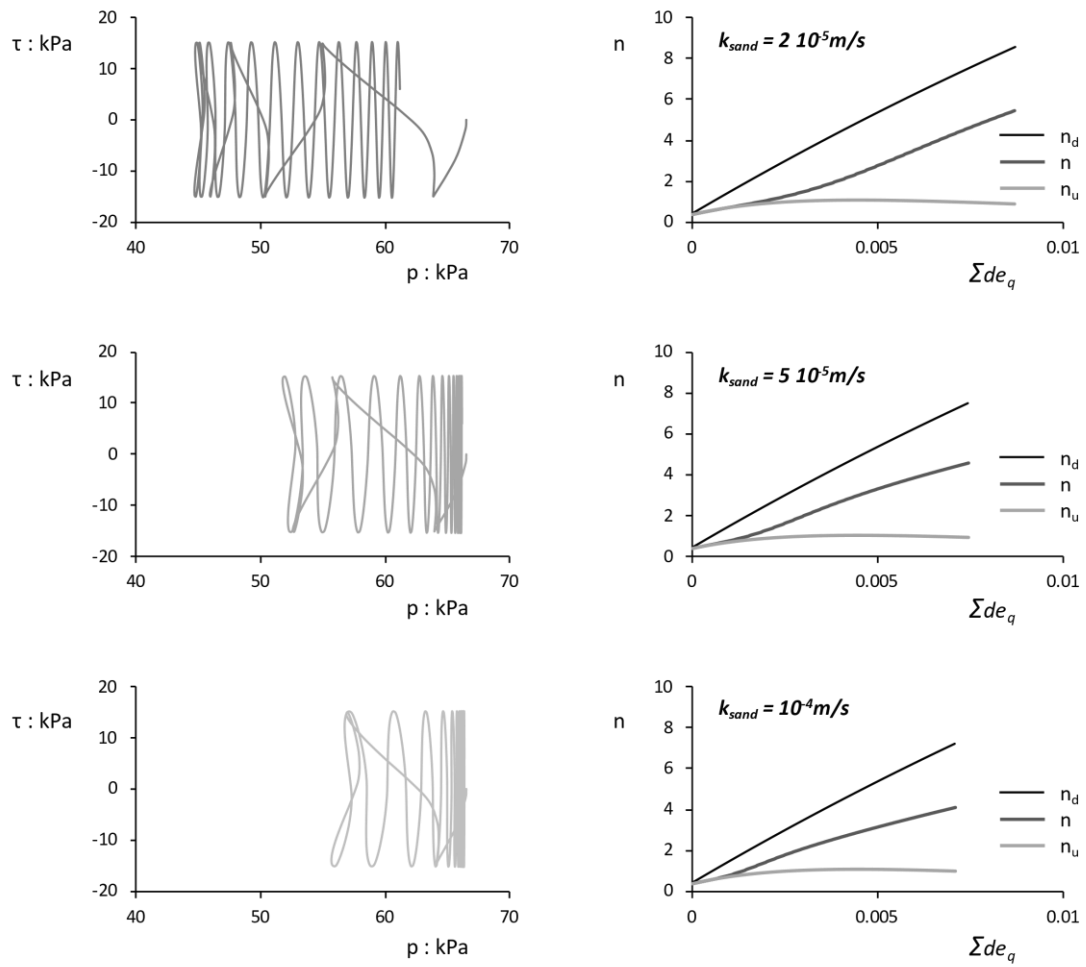 τ : kPa
20
10
0
-10
-20
40
50
60
70
p : kPa
n
k_sand = 2 10^-5 m/s
10
8
6
4
2
0
0
0.005
0.01
Σde_q
n_d
n
n_u
τ : kPa
20
10
0
-10
-20
40
50
60
70
p : kPa
n
k_sand = 5 10^-5 m/s
10
8
6
4
2
0
0
0.005
0.01
Σde_q
n_d
n
n_u
τ : kPa
20
10
0
-10
-20
40
50
60
70
p : kPa
n
k_sand = 10^-4 m/s
10
8
6
4
2
0
0
0.005
0.01
Σde_q
n_d
n
n_u